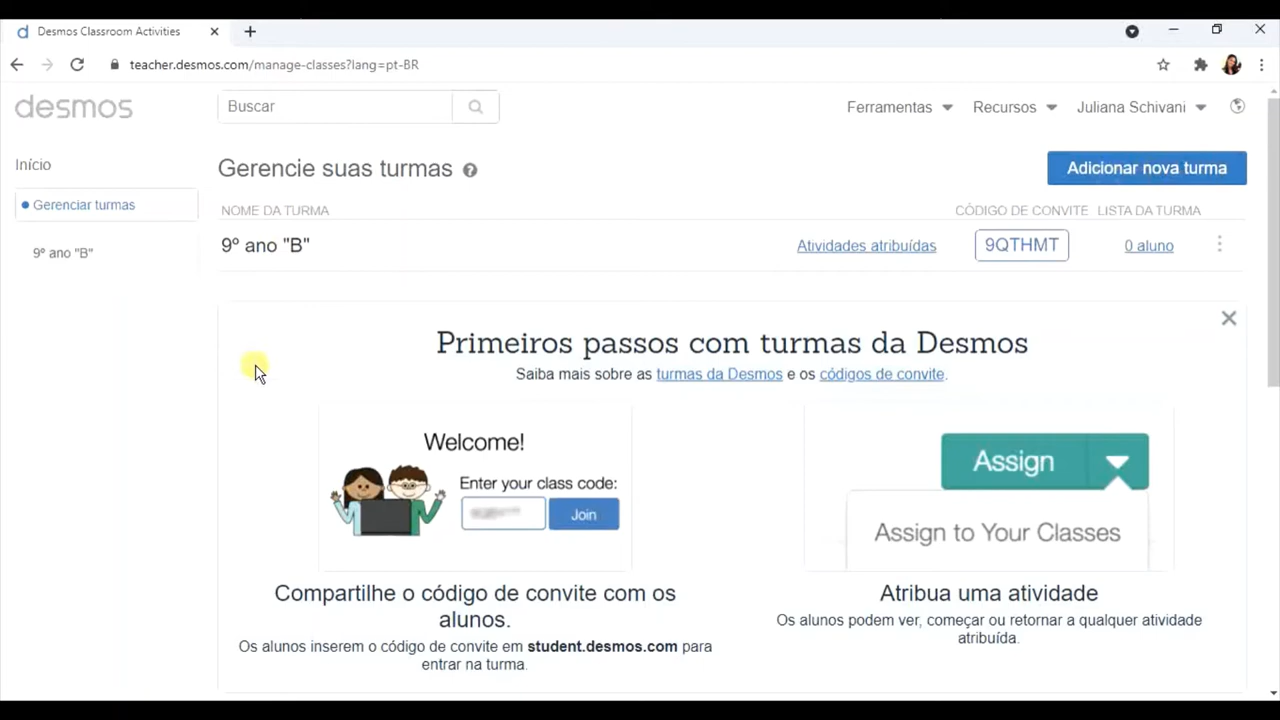 Desmos Classroom Activities
teacher.desmos.com/manage-classes?lang=pt-BR
desmos
Buscar
Ferramentas
Recursos
Juliana Schivani
Início
Gerenciar turmas
9º ano "B"
Gerencie suas turmas
Adicionar nova turma
NOME DA TURMA
CÓDIGO DE CONVITE
LISTA DA TURMA
9º ano "B"
Atividades atribuídas
9QTHMT
0 aluno
Primeiros passos com turmas da Desmos
Saiba mais sobre as turmas da Desmos e os códigos de convite.
Welcome!
Enter your class code:
Join
Compartilhe o código de convite com os
alunos.
Os alunos inserem o código de convite em student.desmos.com para
entrar na turma.
Assign
Assign to Your Classes
Atribua uma atividade
Os alunos podem ver, começar ou retornar a qualquer atividade
atribuída.